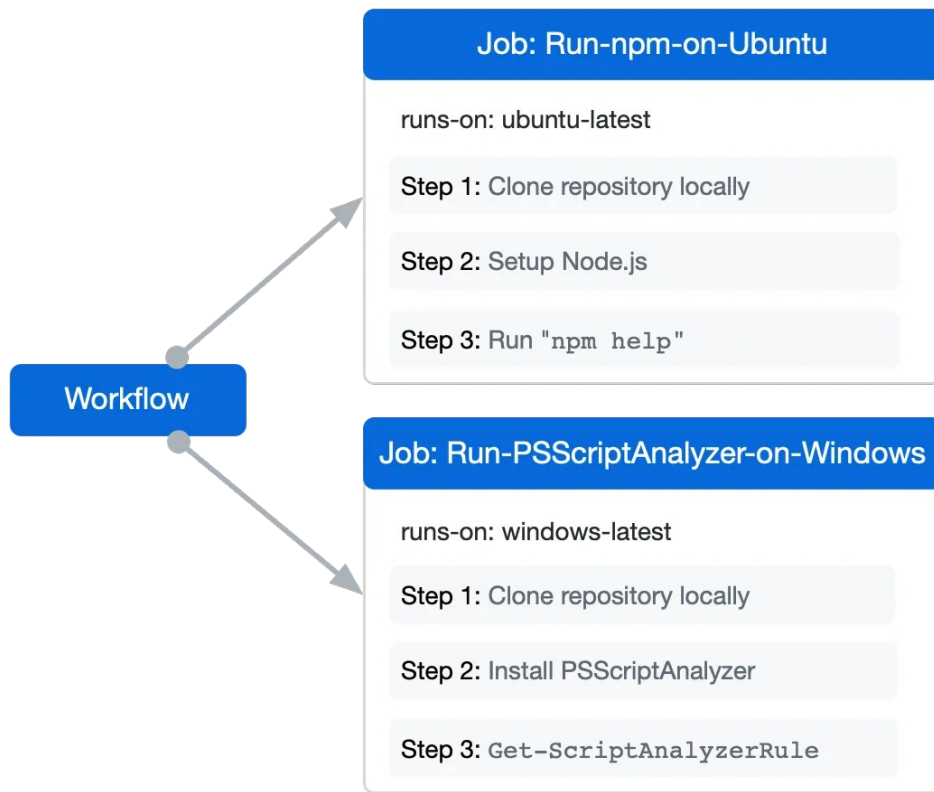 Job: Run-npm-on-Ubuntu
runs-on: ubuntu-latest
Step 1: Clone repository locally
Step 2: Setup Node.js
Step 3: Run "npm help"
Workflow
Job: Run-PSScriptAnalyzer-on-Windows
runs-on: windows-latest
Step 1: Clone repository locally
Step 2: Install PSScriptAnalyzer
Step 3: Get-ScriptAnalyzerRule